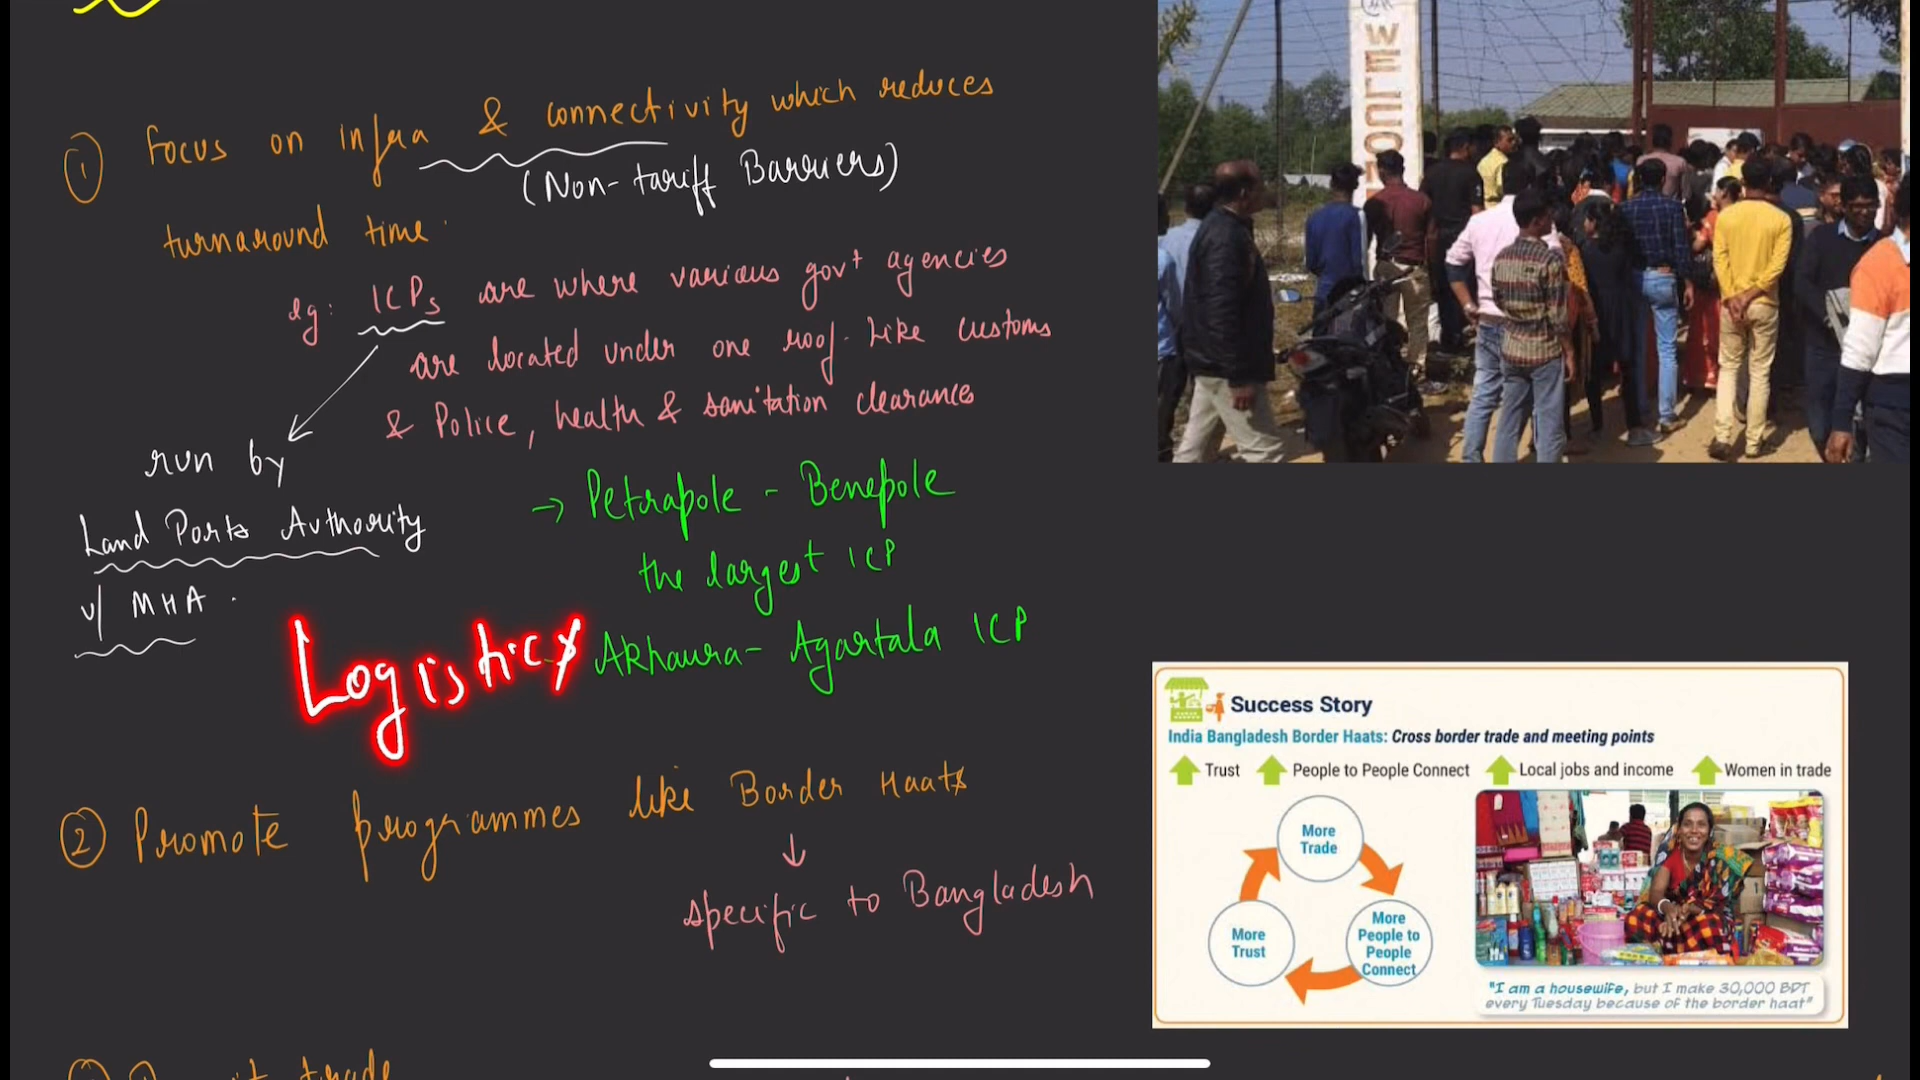 ① Focus on infra & connectivity which reduces
(Non-tariff Barriers)
turnaround time.
eg: ICPs are where various govt agencies
are located under one roof. Like customs
& Police, health & sanitation clearance
run by
Land Ports Authority
u/ MHA.
→ Petrapole - Benepole
the largest ICP
Akhaura- Agartala ICP
Logistics
② Promote programmes like Border Haats
↓
specific to Bangladesh
trade
WELCOM
Success Story
India Bangladesh Border Haats: Cross border trade and meeting points
Trust People to People Connect Local jobs and income Women in trade
More
Trade
More
People to
People
Connect
More
Trust
"I am a housewife, but I make 30,000 BDT
every Tuesday because of the border haat"